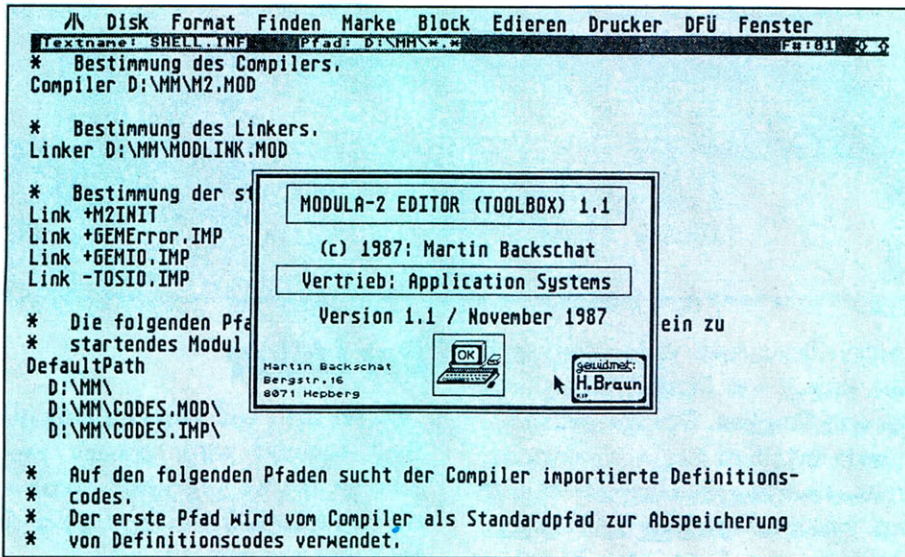 Disk Format Finden Marke Block Edieren Drucker DFÜ Fenster
Textname: SHELL.INF Pfad: D:\MM\*.* F#:01
* Bestimmung des Compilers.
Compiler D:\MM\M2.MOD
* Bestimmung des Linkers.
Linker D:\MM\MODLINK.MOD
* Bestimmung der st
Link +M2INIT
Link +GEMError.IMP
Link +GEMIO.IMP
Link -TOSIO.IMP
* Die folgenden Pfa ein zu
* startendes Modul
DefaultPath
D:\MM\
D:\MM\CODES.MOD\
D:\MM\CODES.IMP\
* Auf den folgenden Pfaden sucht der Compiler importierte Definitions-
* codes.
* Der erste Pfad wird vom Compiler als Standardpfad zur Abspeicherung
* von Definitionscodes verwendet.
MODULA-2 EDITOR (TOOLBOX) 1.1
(c) 1987: Martin Backschat
Vertrieb: Application Systems
Version 1.1 / November 1987
Martin Backschat
Bergstr.16
8071 Hepberg
OK
gewidmet:
H.Braun